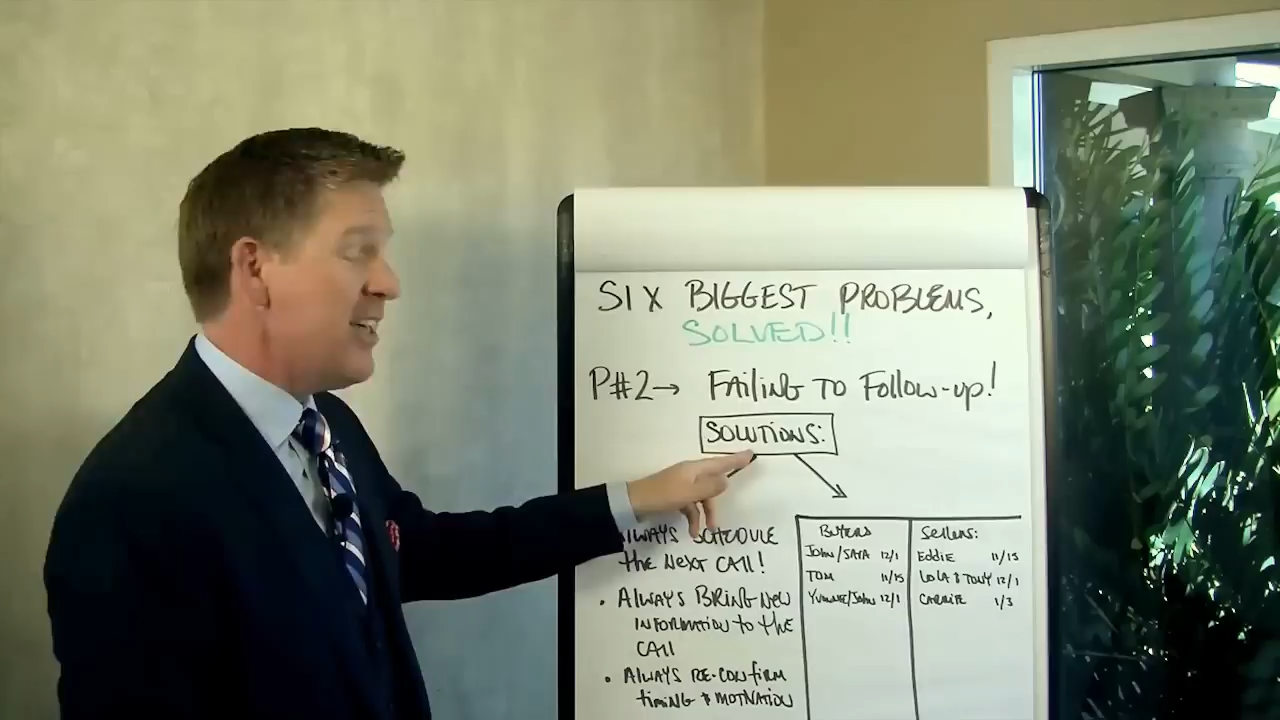 SIX BIGGEST PROBLEMS,
SOLVED!!
P#2→ FAiliNG TO Follow-up!
SOLUTIONS:
ALWAYS SCHEDULE
the NEXT CALL!
• ALWAYS BRING NEW
INFORMATION to the
CALL
• ALWAYS RE-CONfiRM
timiNG & MOTIVATION
BUYERS
JOHN/SARA 12/1
TOM 11/15
YVONNE/JOHN 12/1
SELLERS:
EDDIE 11/15
LOLA & TONY 12/1
CARRIE 1/3